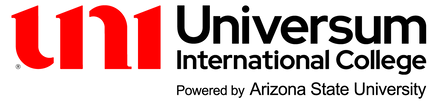 uni Universum
International College
® Powered by Arizona State University